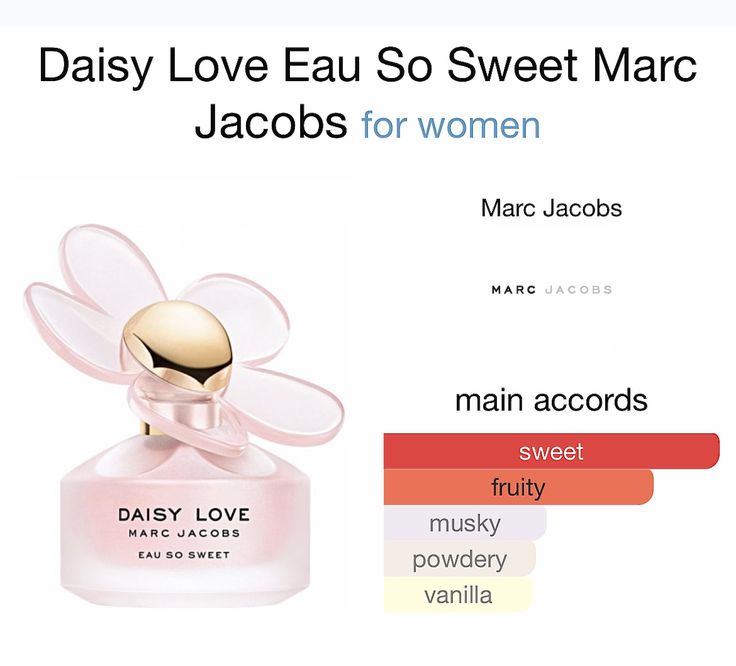 Daisy Love Eau So Sweet Marc
Jacobs for women
Marc Jacobs
MARC JACOBS
main accords
sweet
fruity
musky
powdery
vanilla
DAISY LOVE
MARC JACOBS
EAU SO SWEET